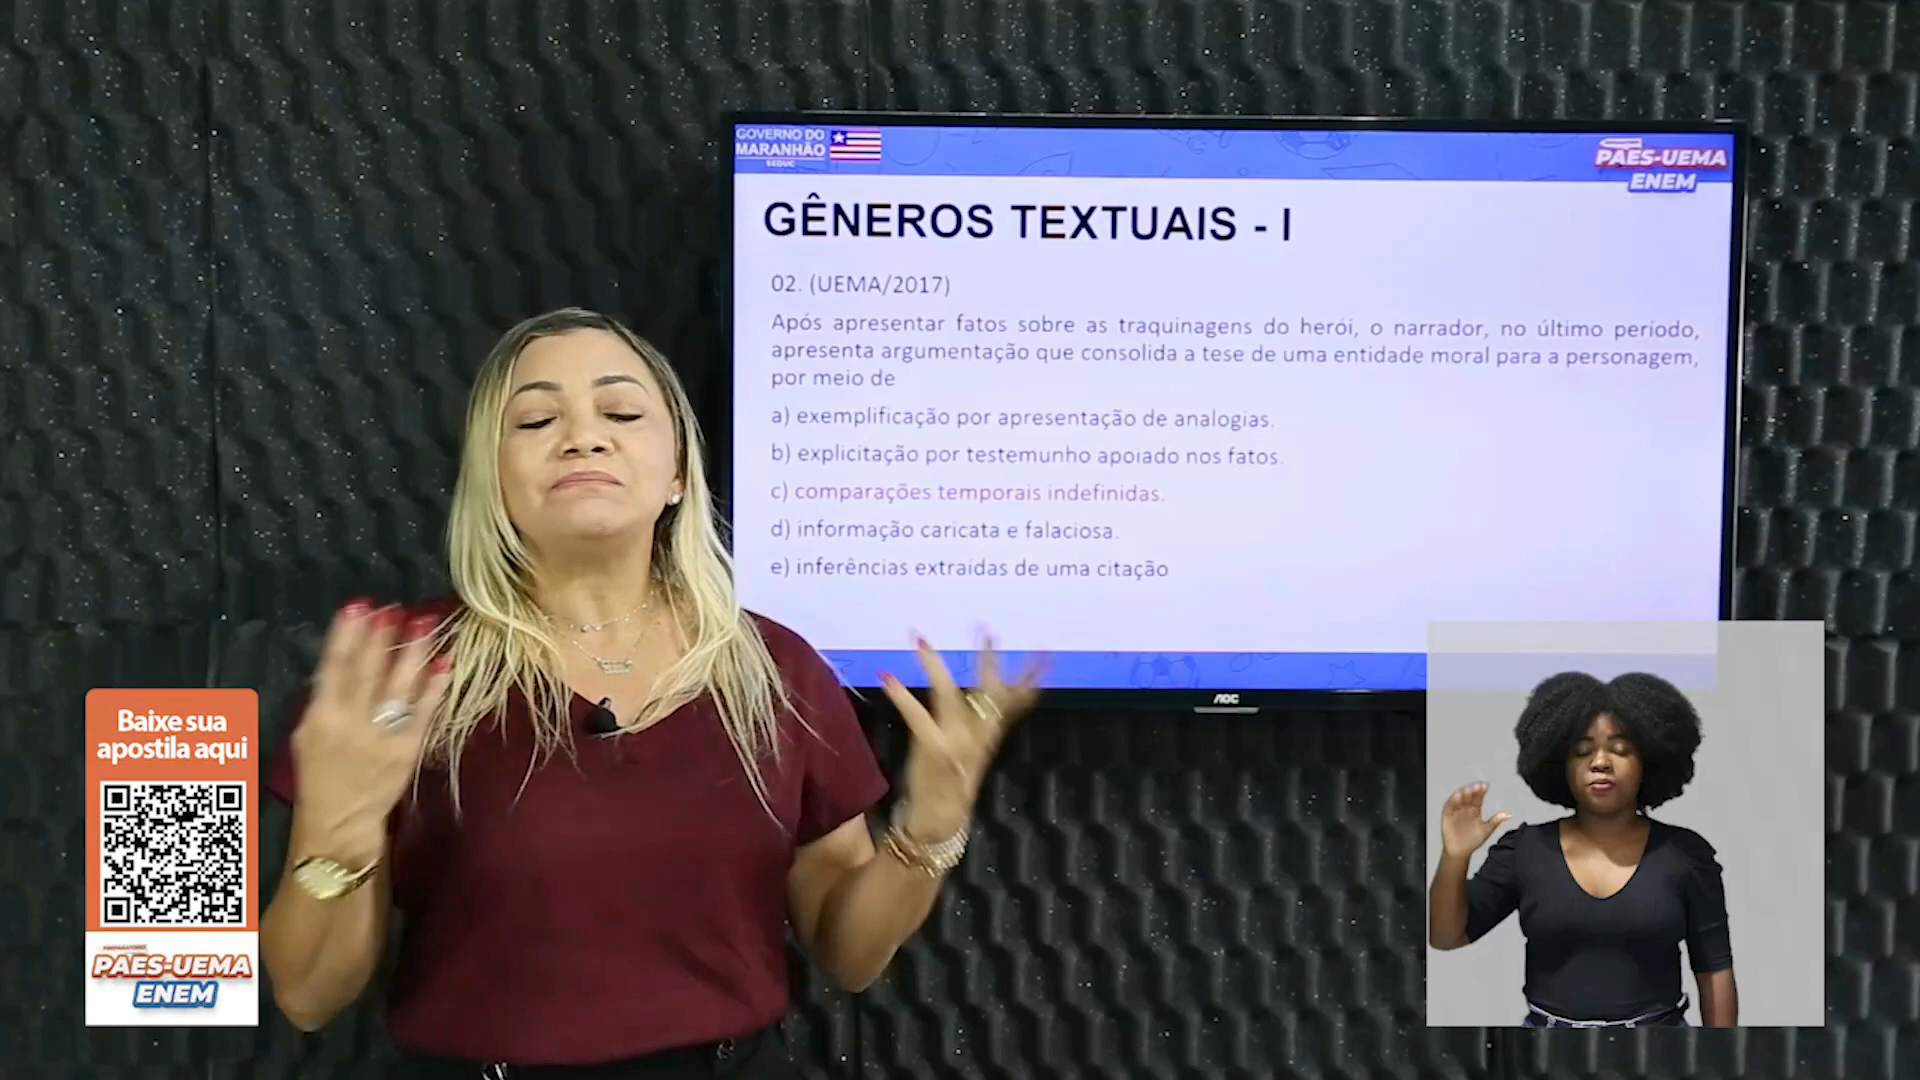 GOVERNO DO
MARANHÃO
SEDUC
PAES-UEMA
ENEM
GÊNEROS TEXTUAIS - I
02. (UEMA/2017)
Após apresentar fatos sobre as traquinagens do herói, o narrador, no último período,
apresenta argumentação que consolida a tese de uma entidade moral para a personagem,
por meio de
a) exemplificação por apresentação de analogias.
b) explicitação por testemunho apoiado nos fatos.
c) comparações temporais indefinidas.
d) informação caricata e falaciosa.
e) inferências extraídas de uma citação
AOC
Baixe sua
apostila aqui
PAES-UEMA
ENEM